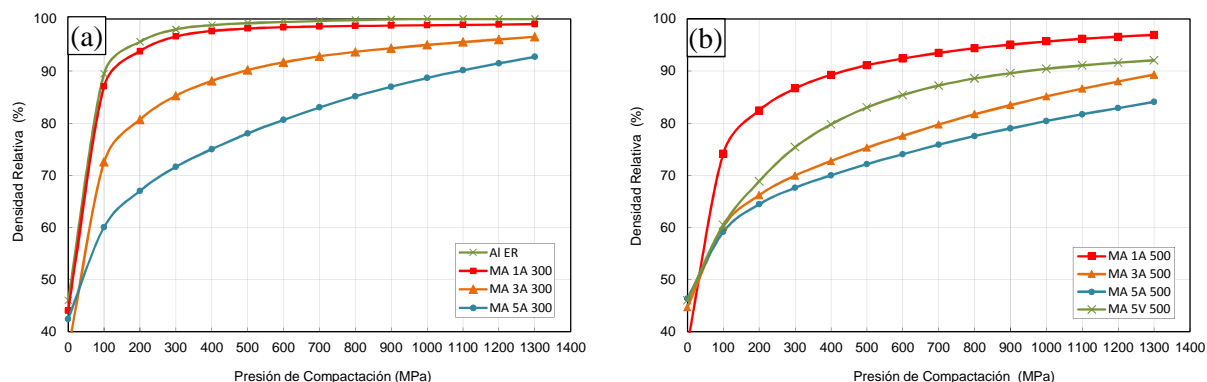 (a)
Densidad Relativa (%)
100
90
80
70
60
50
40
Al ER
MA 1A 300
MA 3A 300
MA 5A 300
0 100 200 300 400 500 600 700 800 900 1000 1100 1200 1300 1400
Presión de Compactación (MPa)
(b)
Densidad Relativa (%)
100
90
80
70
60
50
40
MA 1A 500
MA 3A 500
MA 5A 500
MA 5V 500
0 100 200 300 400 500 600 700 800 900 1000 1100 1200 1300 1400
Presión de Compactación (MPa)